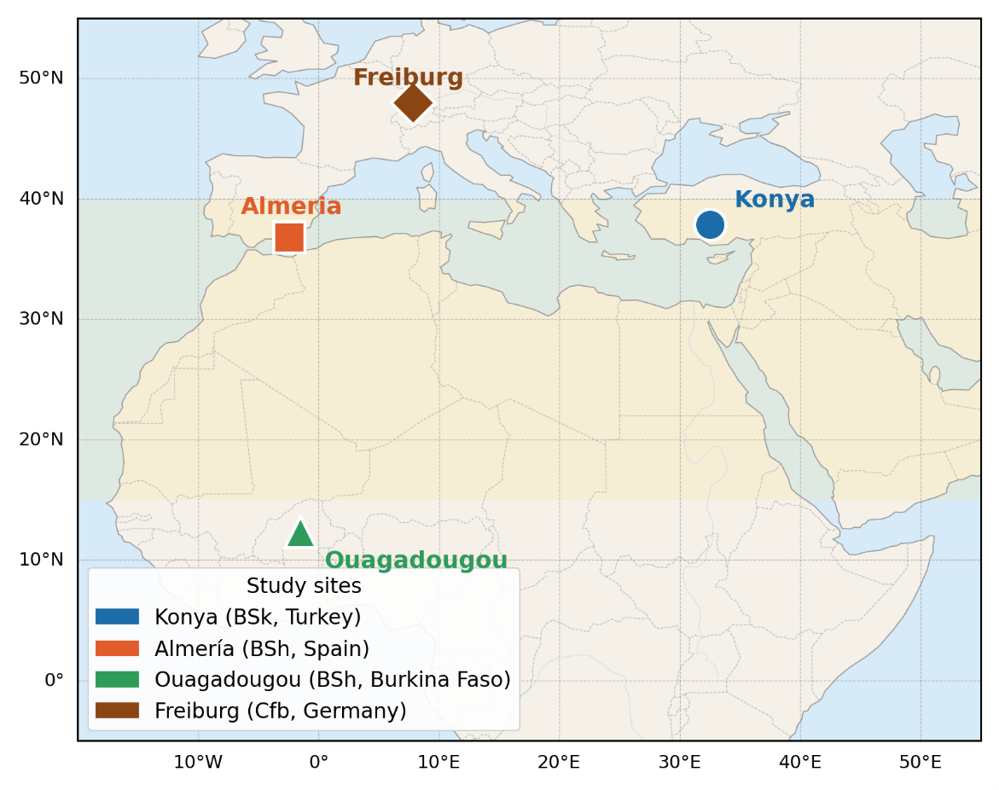 50°N
40°N
30°N
20°N
10°N
0°
Freiburg
Almeria
Konya
Ouagadougou
Study sites
Konya (BSk, Turkey)
Almería (BSh, Spain)
Ouagadougou (BSh, Burkina Faso)
Freiburg (Cfb, Germany)
10°W 0° 10°E 20°E 30°E 40°E 50°E